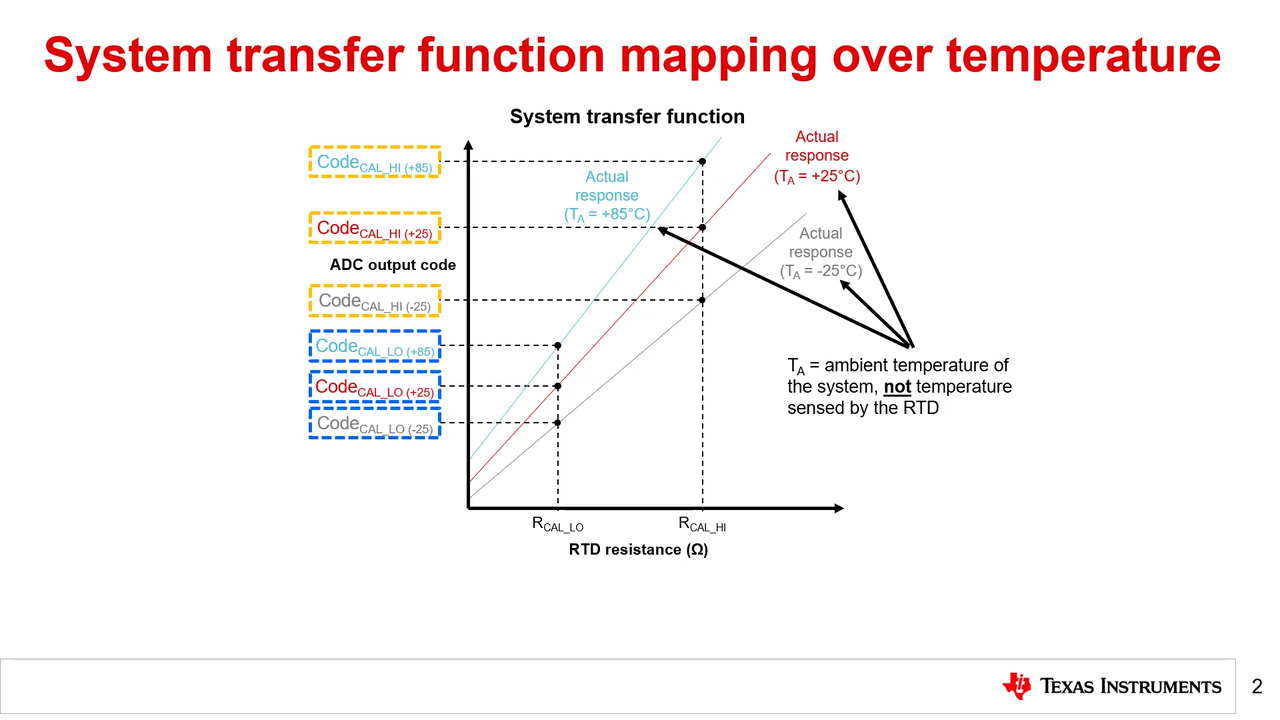 System transfer function mapping over temperature
System transfer function
CodeCAL_HI (+85)
CodeCAL_HI (+25)
ADC output code
CodeCAL_HI (-25)
CodeCAL_LO (+85)
CodeCAL_LO (+25)
CodeCAL_LO (-25)
Actual
response
(TA = +85°C)
Actual
response
(TA = +25°C)
Actual
response
(TA = -25°C)
TA = ambient temperature of
the system, not temperature
sensed by the RTD
RCAL_LO
RCAL_HI
RTD resistance (Ω)
TEXAS INSTRUMENTS
2